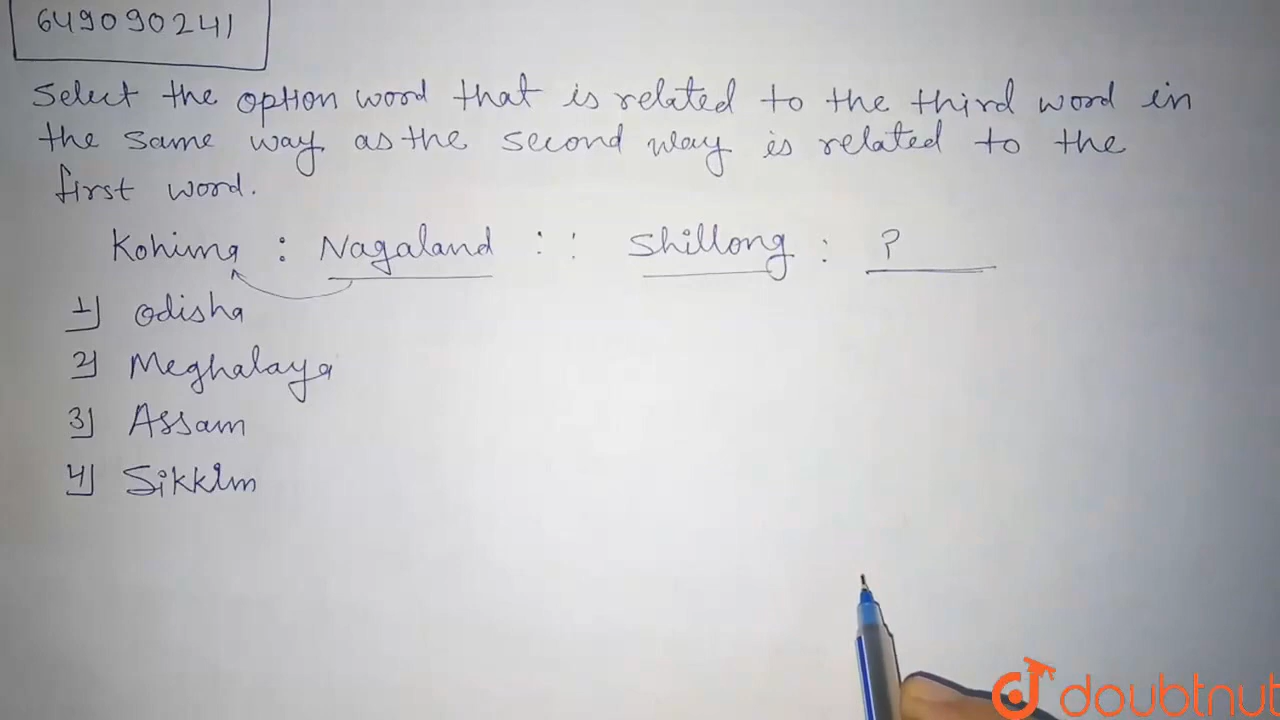 649090241
Select the option word that is related to the third word in
the same way as the second way is related to the
first word.
Kohima : Nagaland : : Shillong : ?
1) Odisha
2) Meghalaya
3) Assam
4) Sikkim
doubtnut